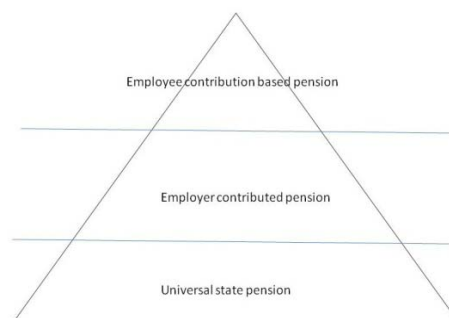 Employee contribution based pension
Employer contributed pension
Universal state pension